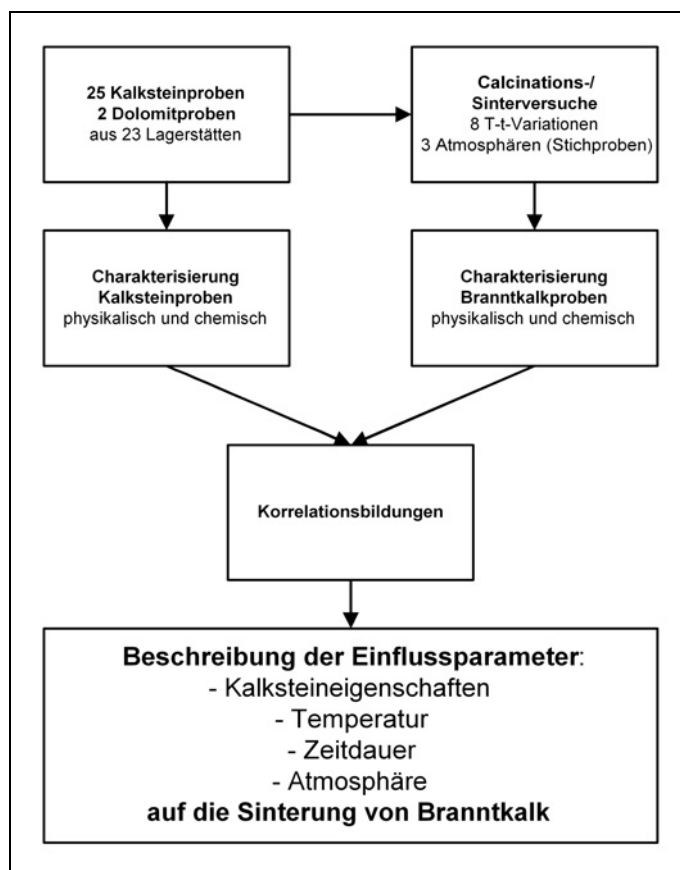 25 Kalksteinproben
2 Dolomitproben
aus 23 Lagerstätten
Calcinations-/
Sinterversuche
8 T-t-Variationen
3 Atmosphären (Stichproben)
Charakterisierung
Kalksteinproben
physikalisch und chemisch
Charakterisierung
Branntkalkproben
physikalisch und chemisch
Korrelationsbildungen
Beschreibung der Einflussparameter:
- Kalksteineigenschaften
- Temperatur
- Zeitdauer
- Atmosphäre
auf die Sinterung von Branntkalk